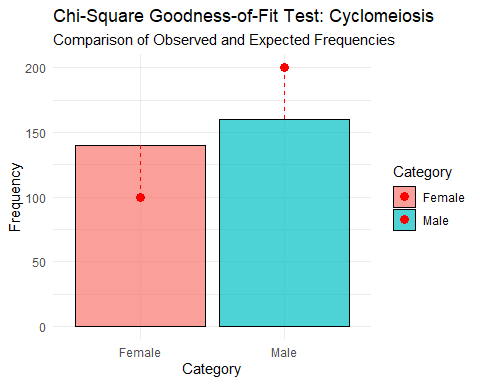 Chi-Square Goodness-of-Fit Test: Cyclomeiosis
Comparison of Observed and Expected Frequencies
200
150
100
50
0
Frequency
Female
Male
Category
Category
Female
Male